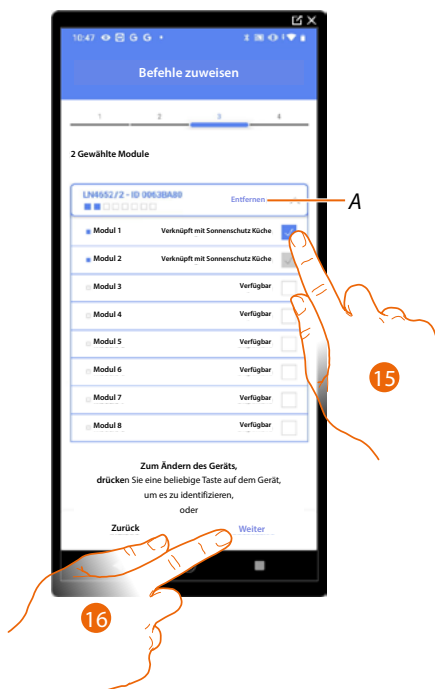 10:47 G G
Befehle zuweisen
1 2 3 4
2 Gewählte Module
LN4652/2 - ID 0063BA80
Entfernen
A
Modul 1 Verknüpft mit Sonnenschutz Küche
Modul 2 Verknüpft mit Sonnenschutz Küche
Modul 3 Verfügbar
Modul 4 Verfügbar
Modul 5 Verfügbar
Modul 6 Verfügbar
Modul 7 Verfügbar
Modul 8 Verfügbar
15
Zum Ändern des Geräts,
drücken Sie eine beliebige Taste auf dem Gerät,
um es zu identifizieren,
oder
Zurück Weiter
16